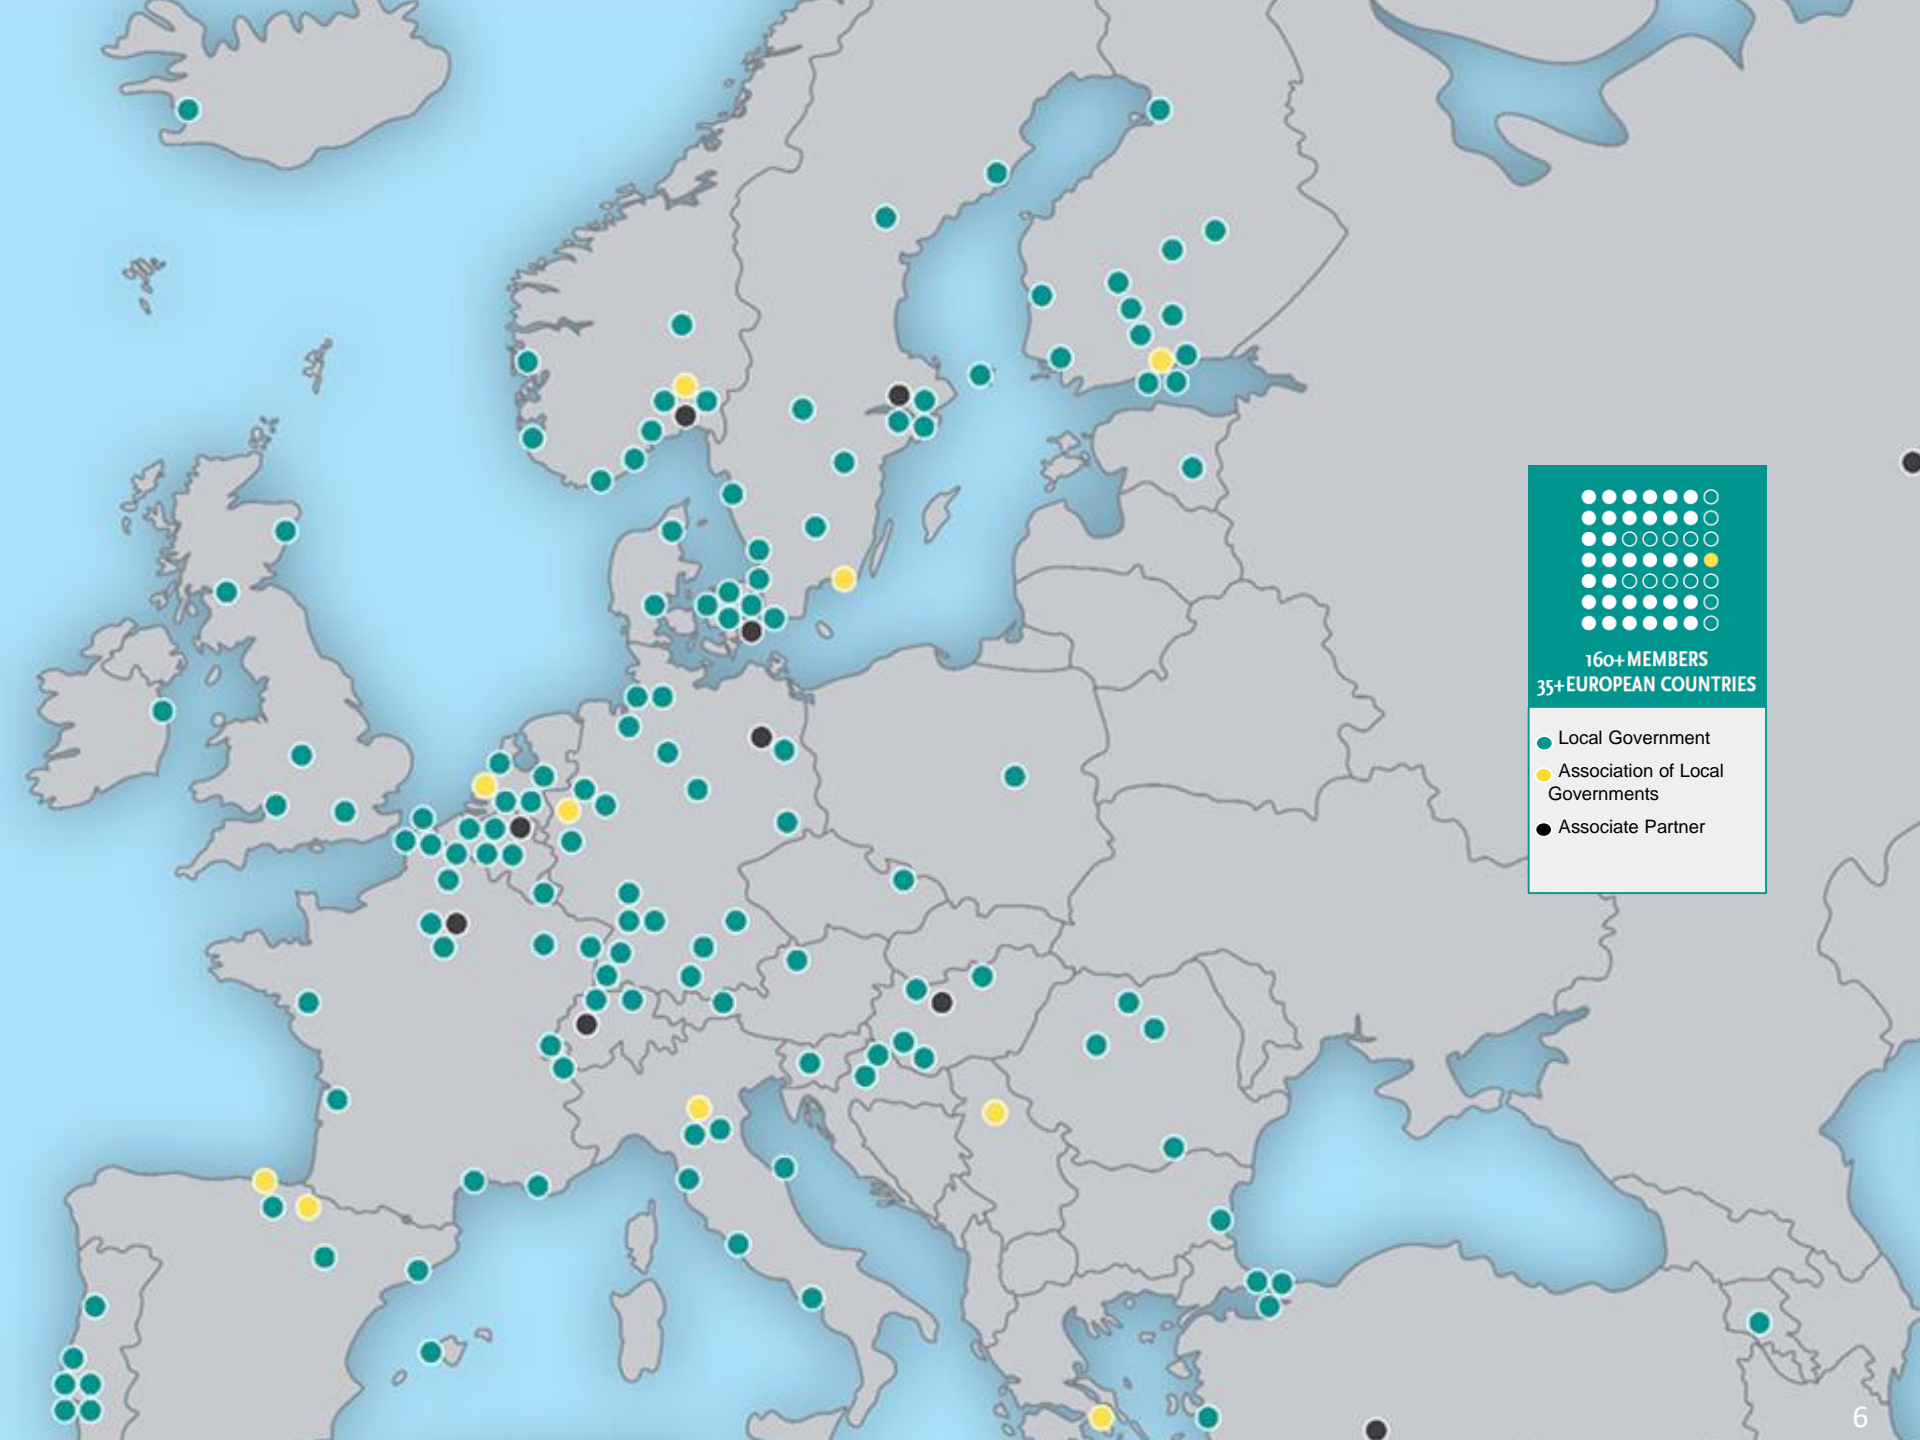 160+MEMBERS
35+EUROPEAN COUNTRIES
Local Government
Association of Local
Governments
Associate Partner
6